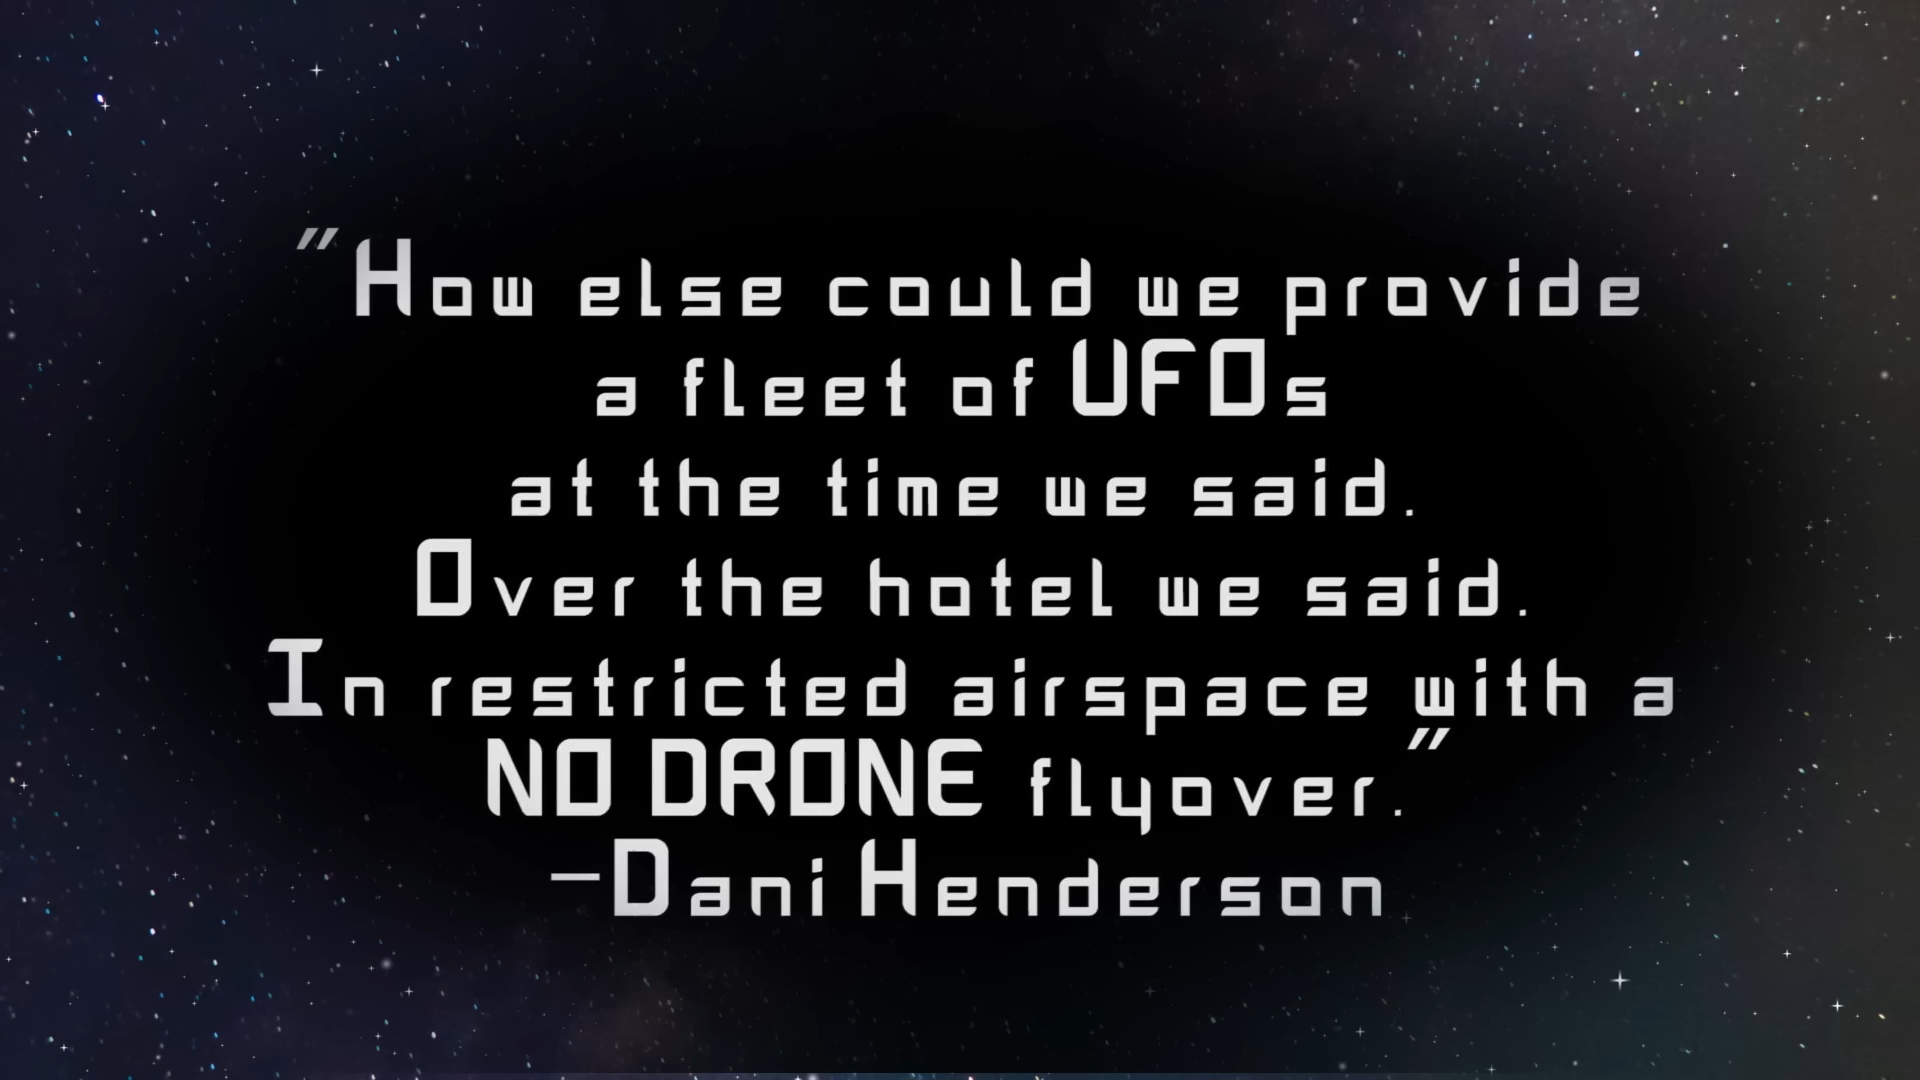 "How else could we provide
a fleet of UFOs
at the time we said.
Over the hotel we said.
In restricted airspace with a
NO DRONE flyover."
-Dani Henderson